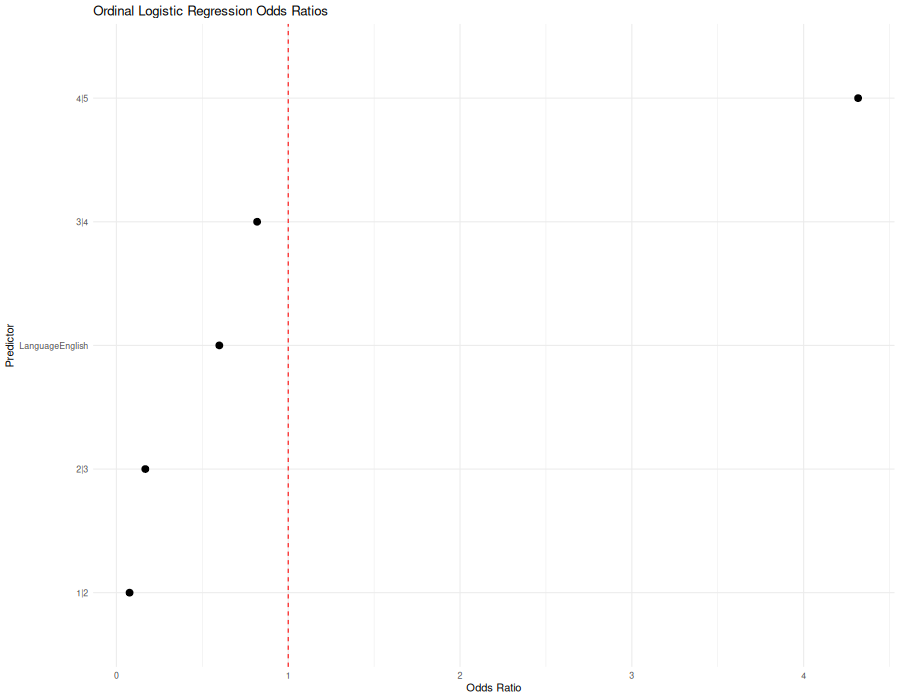 Ordinal Logistic Regression Odds Ratios
Predictor
4|5
3|4
LanguageEnglish
2|3
1|2
0 1 2 3 4
Odds Ratio